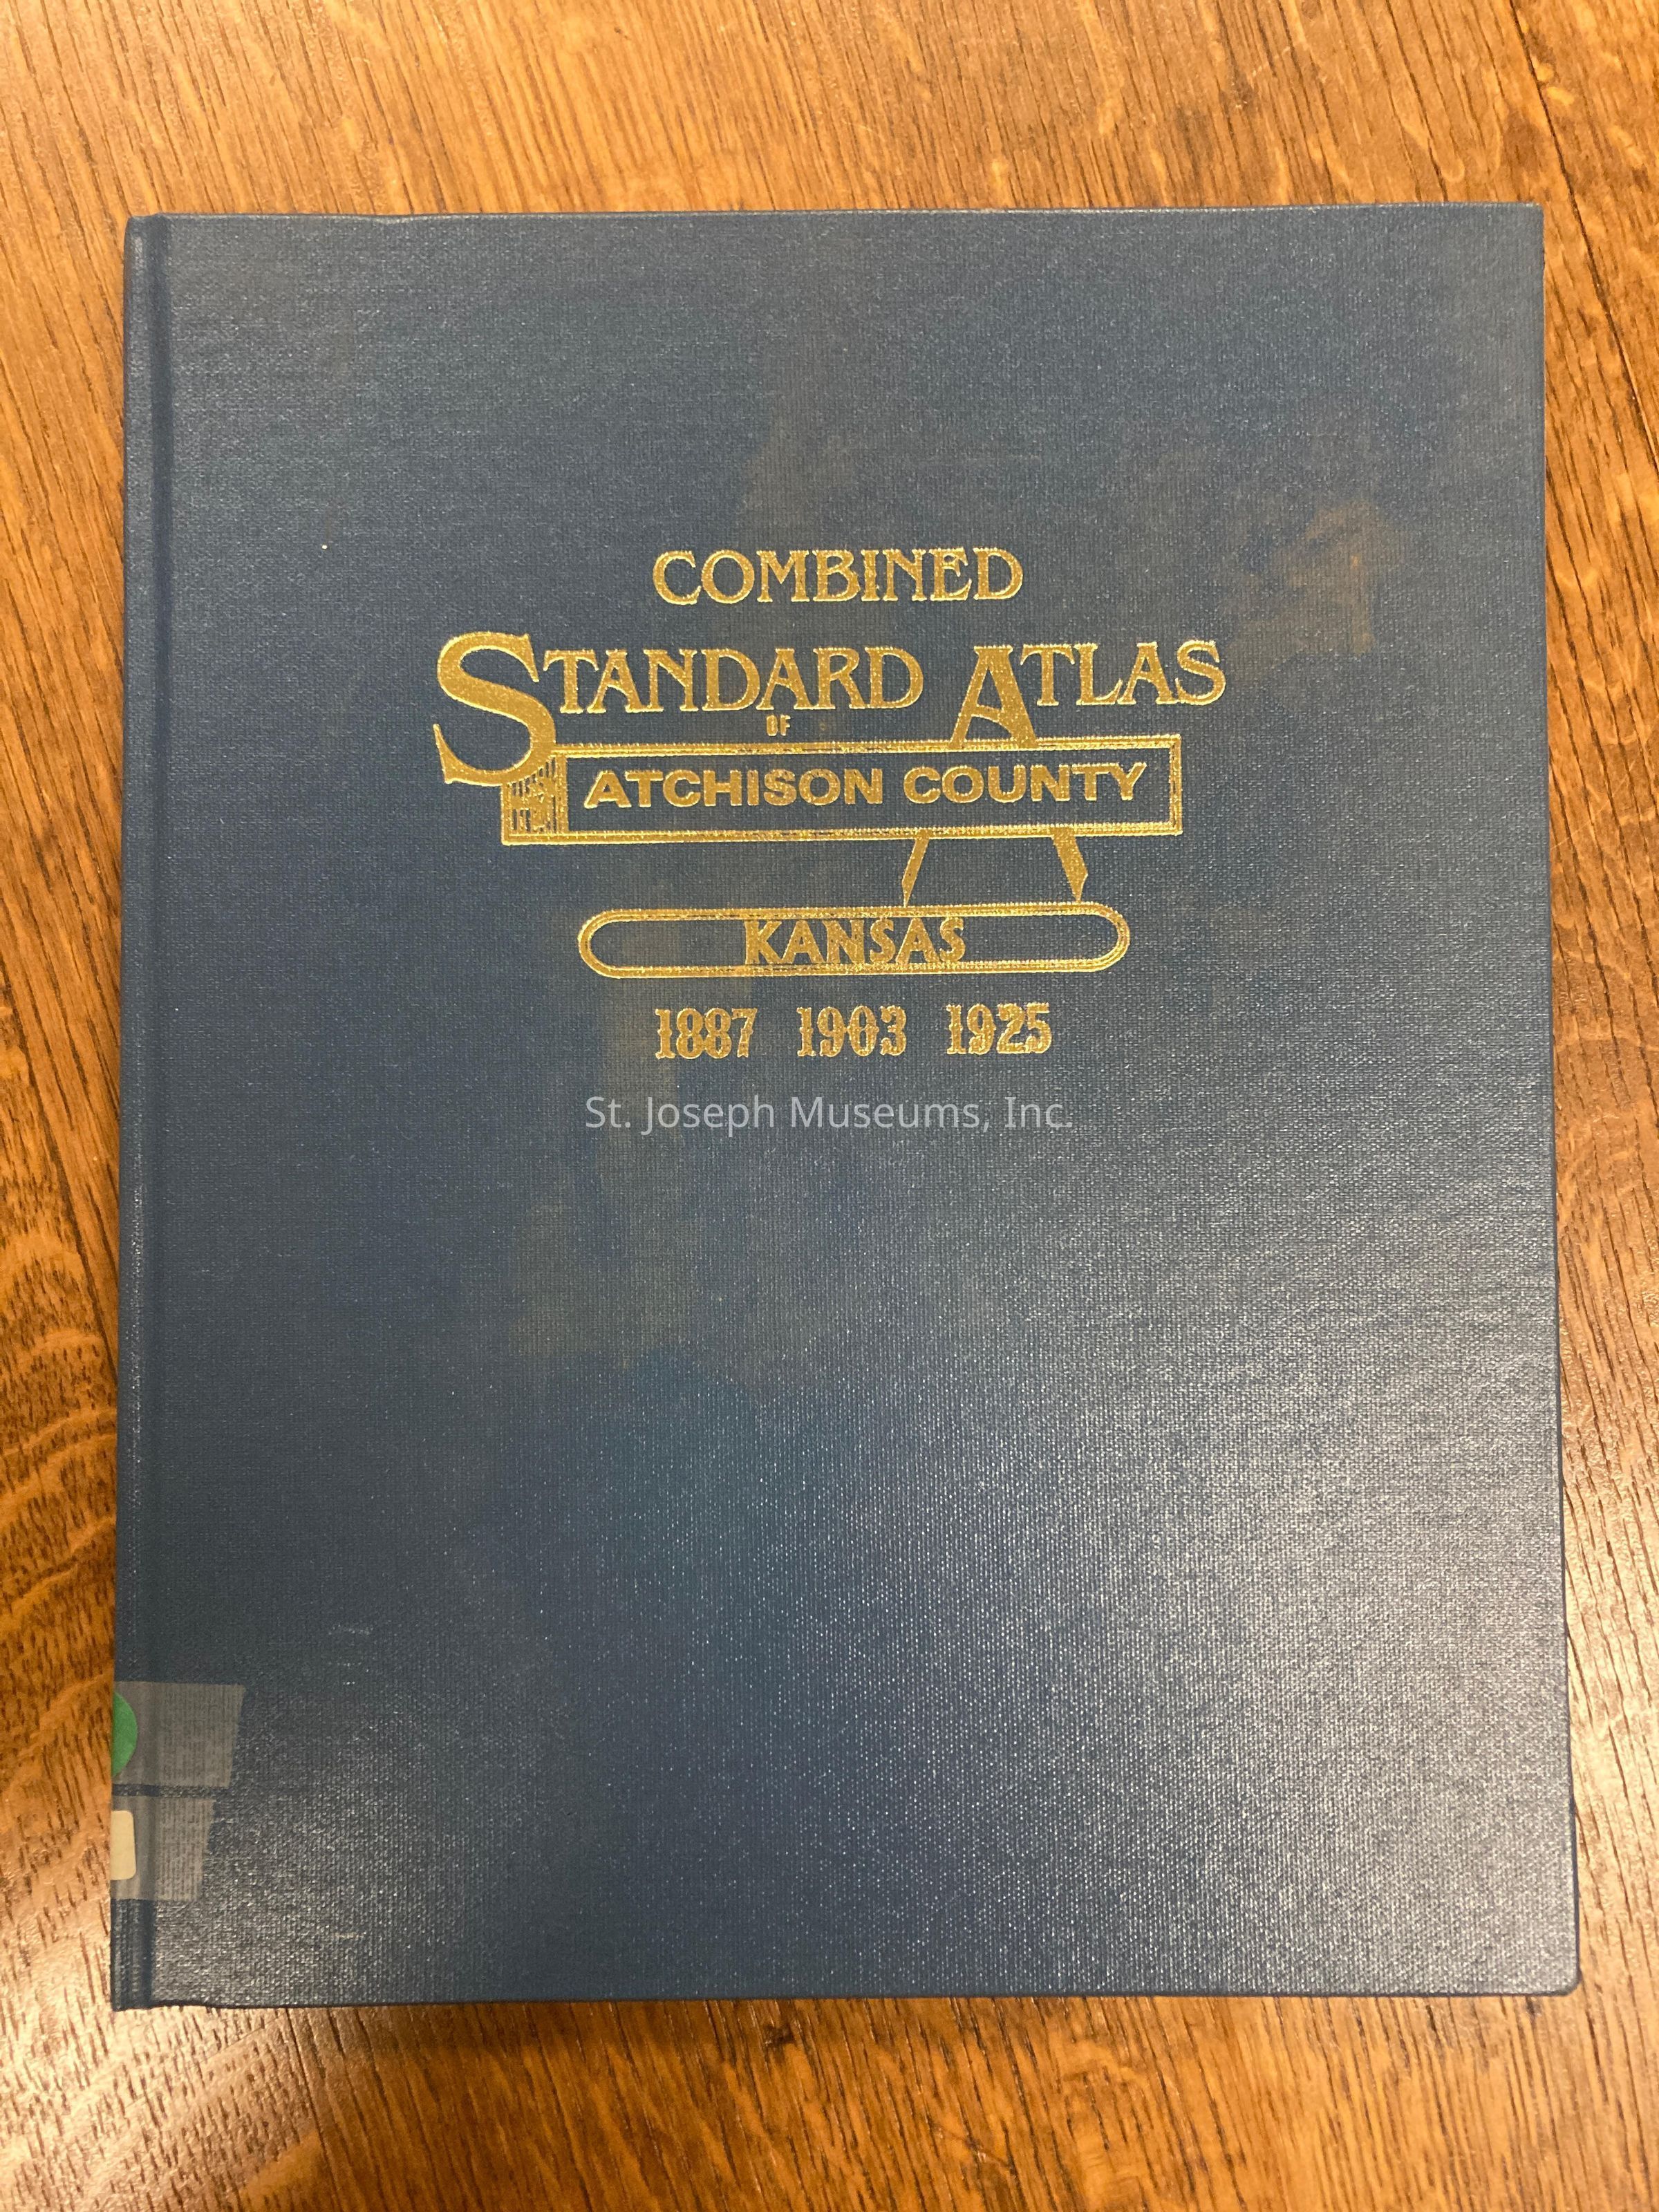 COMBINED
STANDARD ATLAS
OF
ATCHISON COUNTY
KANSAS
1887 1903 1925
St. Joseph Museums, Inc.